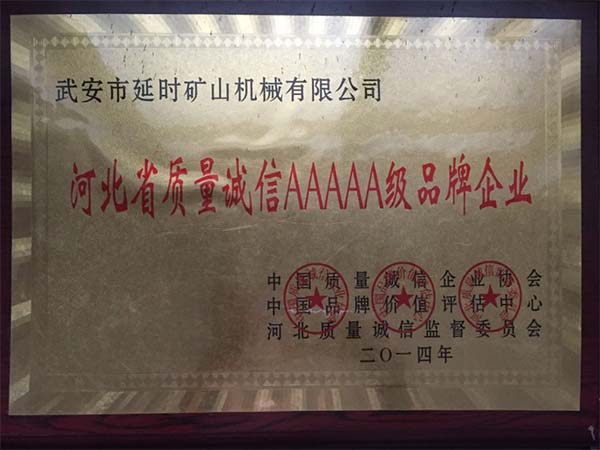 武安市延时矿山机械有限公司
河北省质量诚信AAAAA级品牌企业
中国质量诚信企业协会
中国品牌价值评估中心
河北质量诚信监督委员会
二〇一四年